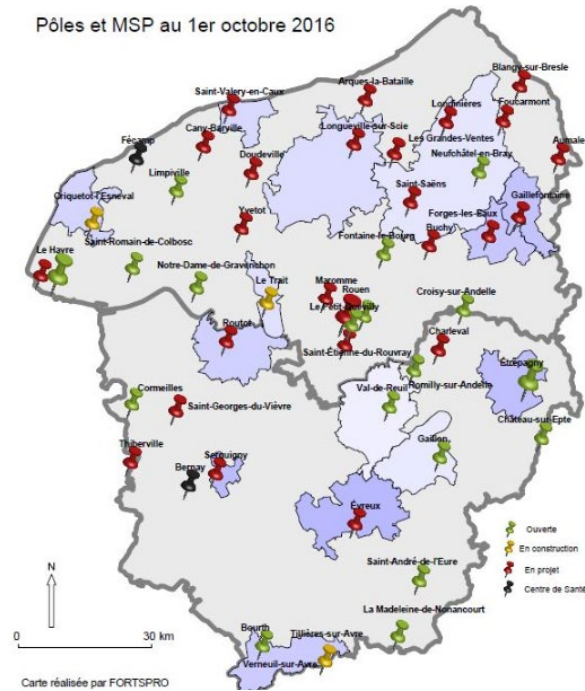 Pôles et MSP au 1er octobre 2016
Blangy-sur-Bresle
Saint-Valery-en-Caux
Arques-la-Bataille
Londinières
Foucarmont
Cany-Barville
Longueville-sur-Scie
Les Grandes-Ventes
Fécamp
Doudeville
Neufchâtel-en-Bray
Aumale
Limpiville
Criquetot-l'Esneval
Saint-Saëns
Gaillefontaine
Yvetot
Forges-les-Eaux
Saint-Romain-de-Colbosc
Fontaine-le-Bourg
Buchy
Le Havre
Notre-Dame-de-Gravenchon
Le Trait
Maromme
Rouen
Croisy-sur-Andelle
Le Petit-Quevilly
Routot
Charleval
Saint-Étienne-du-Rouvray
Étrépagny
Romilly-sur-Andelle
Cormeilles
Val-de-Reuil
Saint-Georges-du-Vièvre
Château-sur-Epte
Gaillon
Thiberville
Serquigny
Bernay
Évreux
Ouverte
En construction
Saint-André-de-l'Eure
En projet
N
Centre de Santé
La Madeleine-de-Nonancourt
Bourth
Tillières-sur-Avre
0 30 km
Verneuil-sur-Avre
Carte réalisée par FORTSPRO